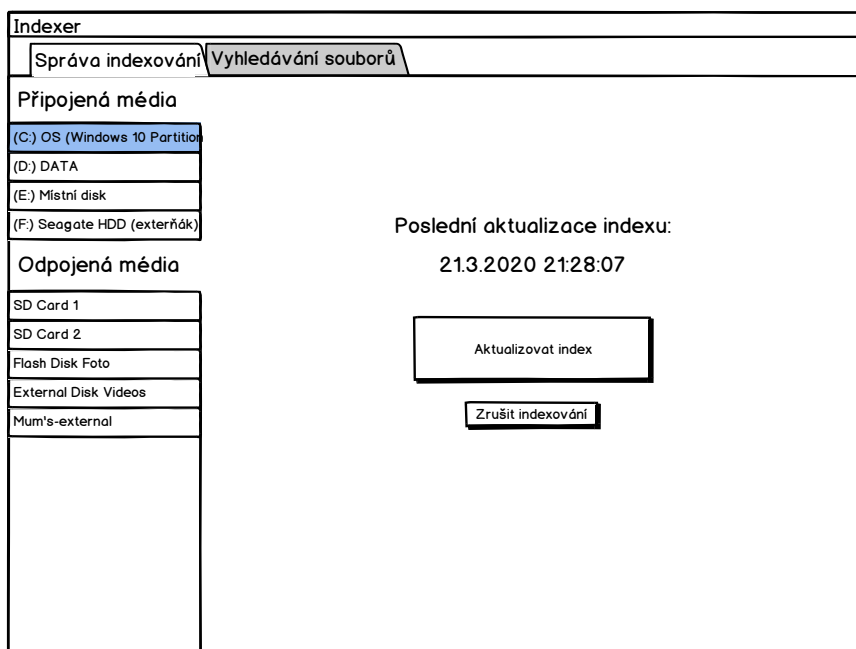 Indexer
Správa indexování
Vyhledávání souborů
Připojená média
(C:) OS (Windows 10 Partition
(D:) DATA
(E:) Místní disk
(F:) Seagate HDD (exterňák)
Odpojená média
SD Card 1
SD Card 2
Flash Disk Foto
External Disk Videos
Mum's-external
Poslední aktualizace indexu:
21.3.2020 21:28:07
Aktualizovat index
Zrušit indexování